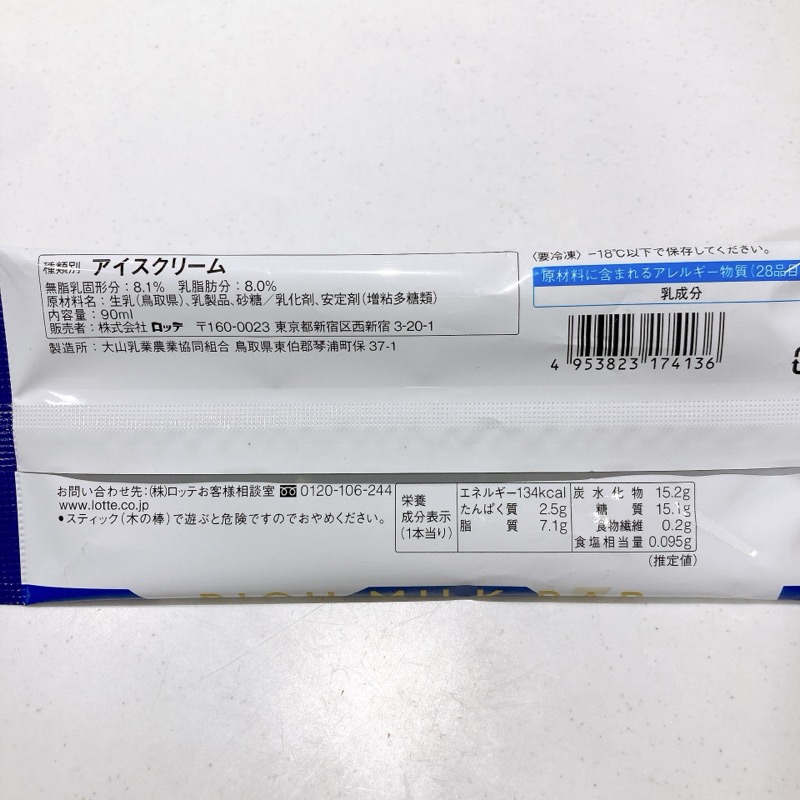 種類別 アイスクリーム
無脂乳固形分：8.1% 乳脂肪分：8.0%
原材料名：生乳(鳥取県)、乳製品、砂糖／乳化剤、安定剤(増粘多糖類)
内容量：90ml
販売者：株式会社 ロッテ 〒160-0023 東京都新宿区西新宿 3-20-1
製造所：大山乳業農業協同組合 鳥取県東伯郡琴浦町保 37-1
〈要冷凍〉-18℃以下で保存してください。
原材料に含まれるアレルギー物質(28品目
乳成分
4 953823 174136
お問い合わせ先：(株)ロッテお客様相談室 0120-106-244
www.lotte.co.jp
●スティック(木の棒)で遊ぶと危険ですのでおやめください。
栄養成分表示(1本当り)
エネルギー134kcal
たんぱく質 2.5g
脂質 7.1g
炭水化物 15.2g
糖質 15.1g
食物繊維 0.2g
食塩相当量 0.095g
(推定値)
RICH MILK BAR